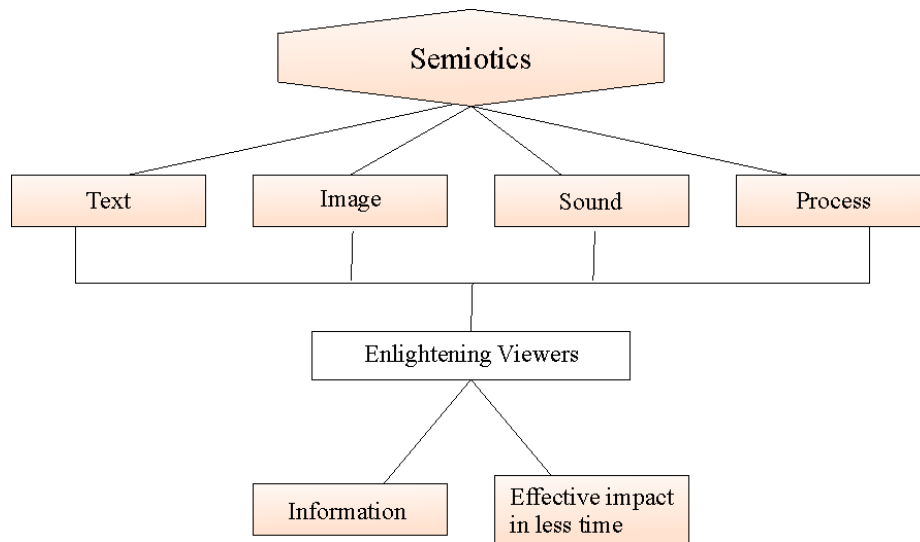 Semiotics
Text
Image
Sound
Process
Enlightening Viewers
Information
Effective impact
in less time